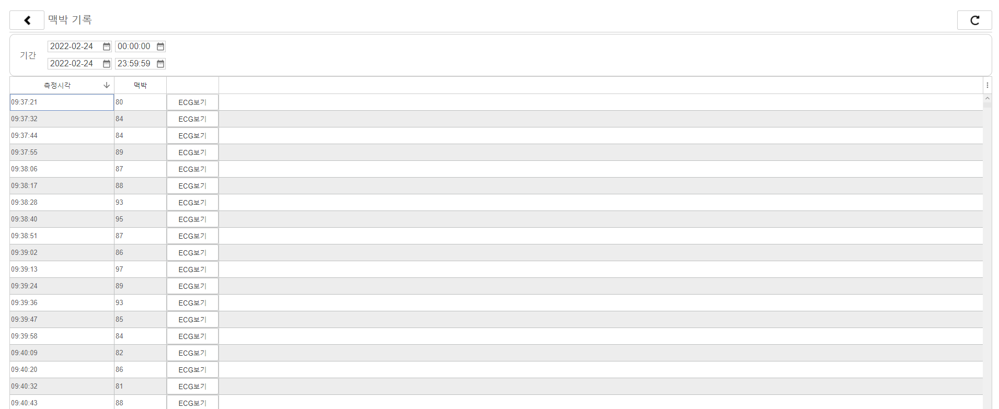 맥박 기록
기간
2022-02-24 00:00:00
2022-02-24 23:59:59
측정시각 맥박
09:37:21 80 ECG보기
09:37:32 84 ECG보기
09:37:44 84 ECG보기
09:37:55 89 ECG보기
09:38:06 87 ECG보기
09:38:17 88 ECG보기
09:38:28 93 ECG보기
09:38:40 95 ECG보기
09:38:51 87 ECG보기
09:39:02 86 ECG보기
09:39:13 97 ECG보기
09:39:24 89 ECG보기
09:39:36 93 ECG보기
09:39:47 85 ECG보기
09:39:58 84 ECG보기
09:40:09 82 ECG보기
09:40:20 86 ECG보기
09:40:32 81 ECG보기
09:40:43 88 ECG보기